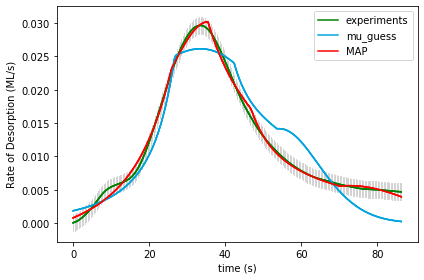 0.030
0.025
0.020
0.015
0.010
0.005
0.000
Rate of Desorption (ML/s)
experiments
mu_guess
MAP
0 20 40 60 80
time (s)